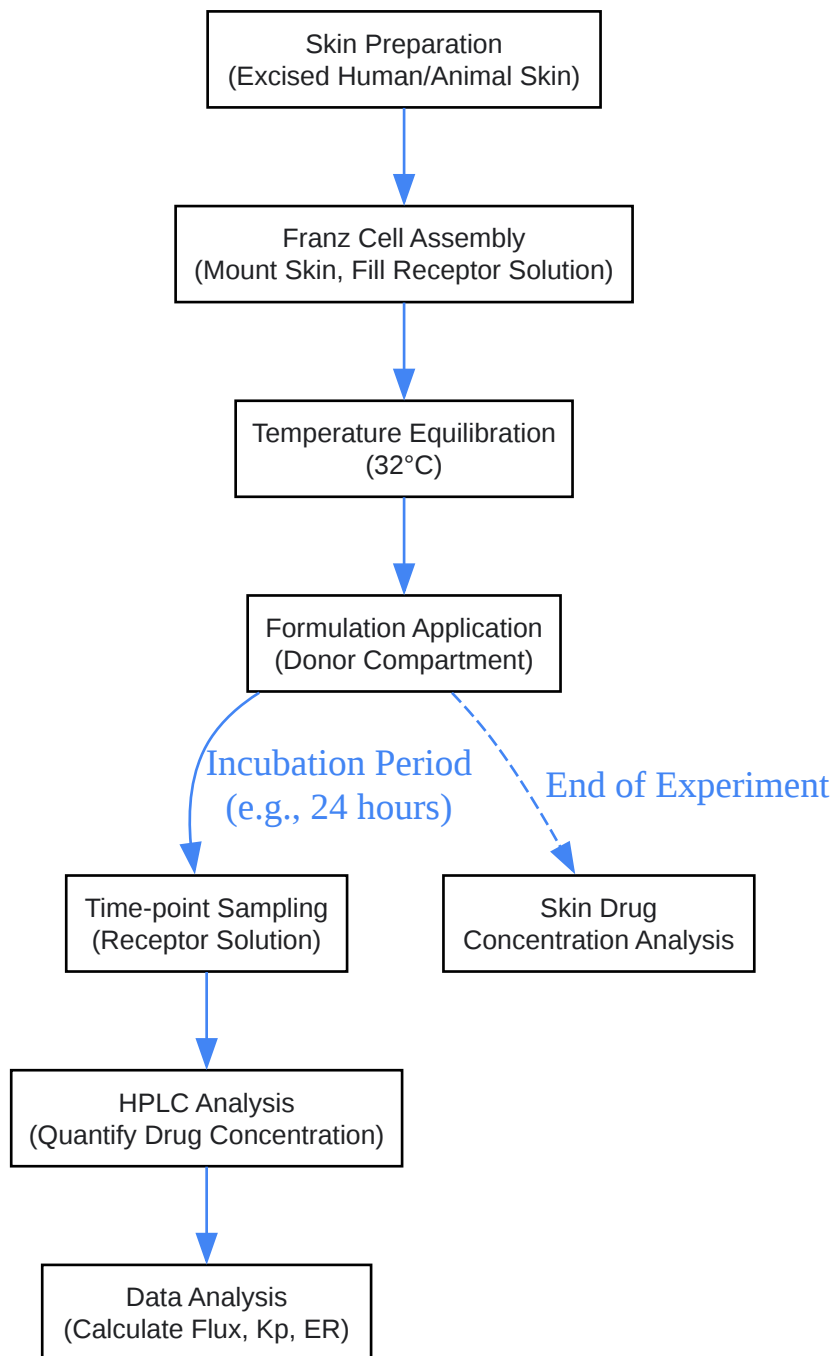 Skin Preparation
(Excised Human/Animal Skin)
Franz Cell Assembly
(Mount Skin, Fill Receptor Solution)
Temperature Equilibration
(32°C)
Formulation Application
(Donor Compartment)
Incubation Period
(e.g., 24 hours)
End of Experiment
Time-point Sampling
(Receptor Solution)
Skin Drug
Concentration Analysis
HPLC Analysis
(Quantify Drug Concentration)
Data Analysis
(Calculate Flux, Kp, ER)